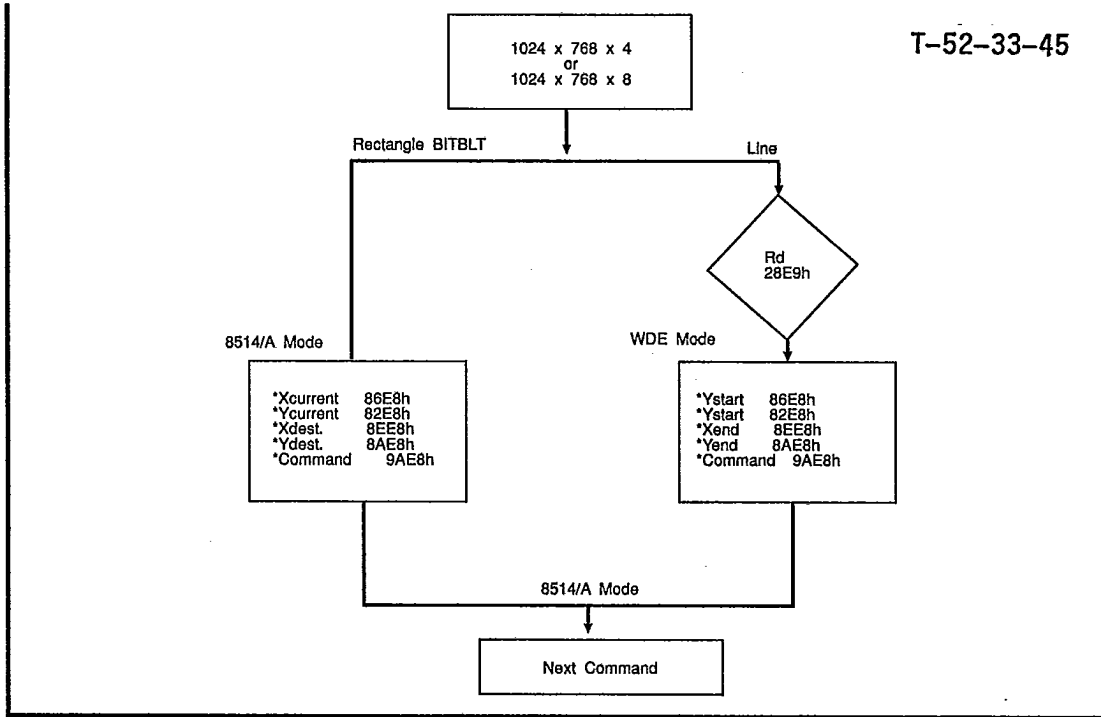 T-52-33-45
1024 x 768 x 4
or
1024 x 768 x 8
Rectangle BITBLT
Line
Rd
28E9h
8514/A Mode
*Xcurrent 86E8h
*Ycurrent 82E8h
*Xdest. 8EE8h
*Ydest. 8AE8h
*Command 9AE8h
WDE Mode
*Ystart 86E8h
*Ystart 82E8h
*Xend 8EE8h
*Yend 8AE8h
*Command 9AE8h
8514/A Mode
Next Command